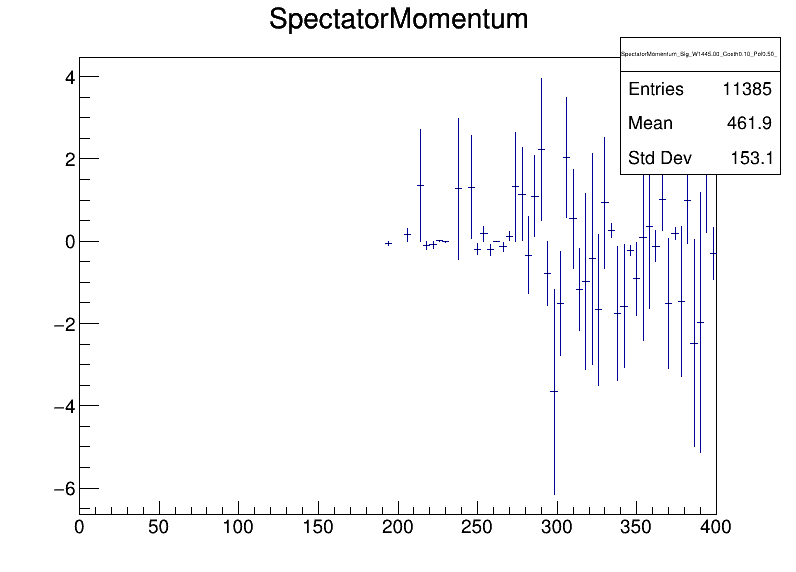 SpectatorMomentum
SpectatorMomentum_Sig_W1445.00_Costh0.10_Pol0.50_
Entries 11385
Mean 461.9
Std Dev 153.1
4
2
0
−2
−4
−6
0 50 100 150 200 250 300 350 400